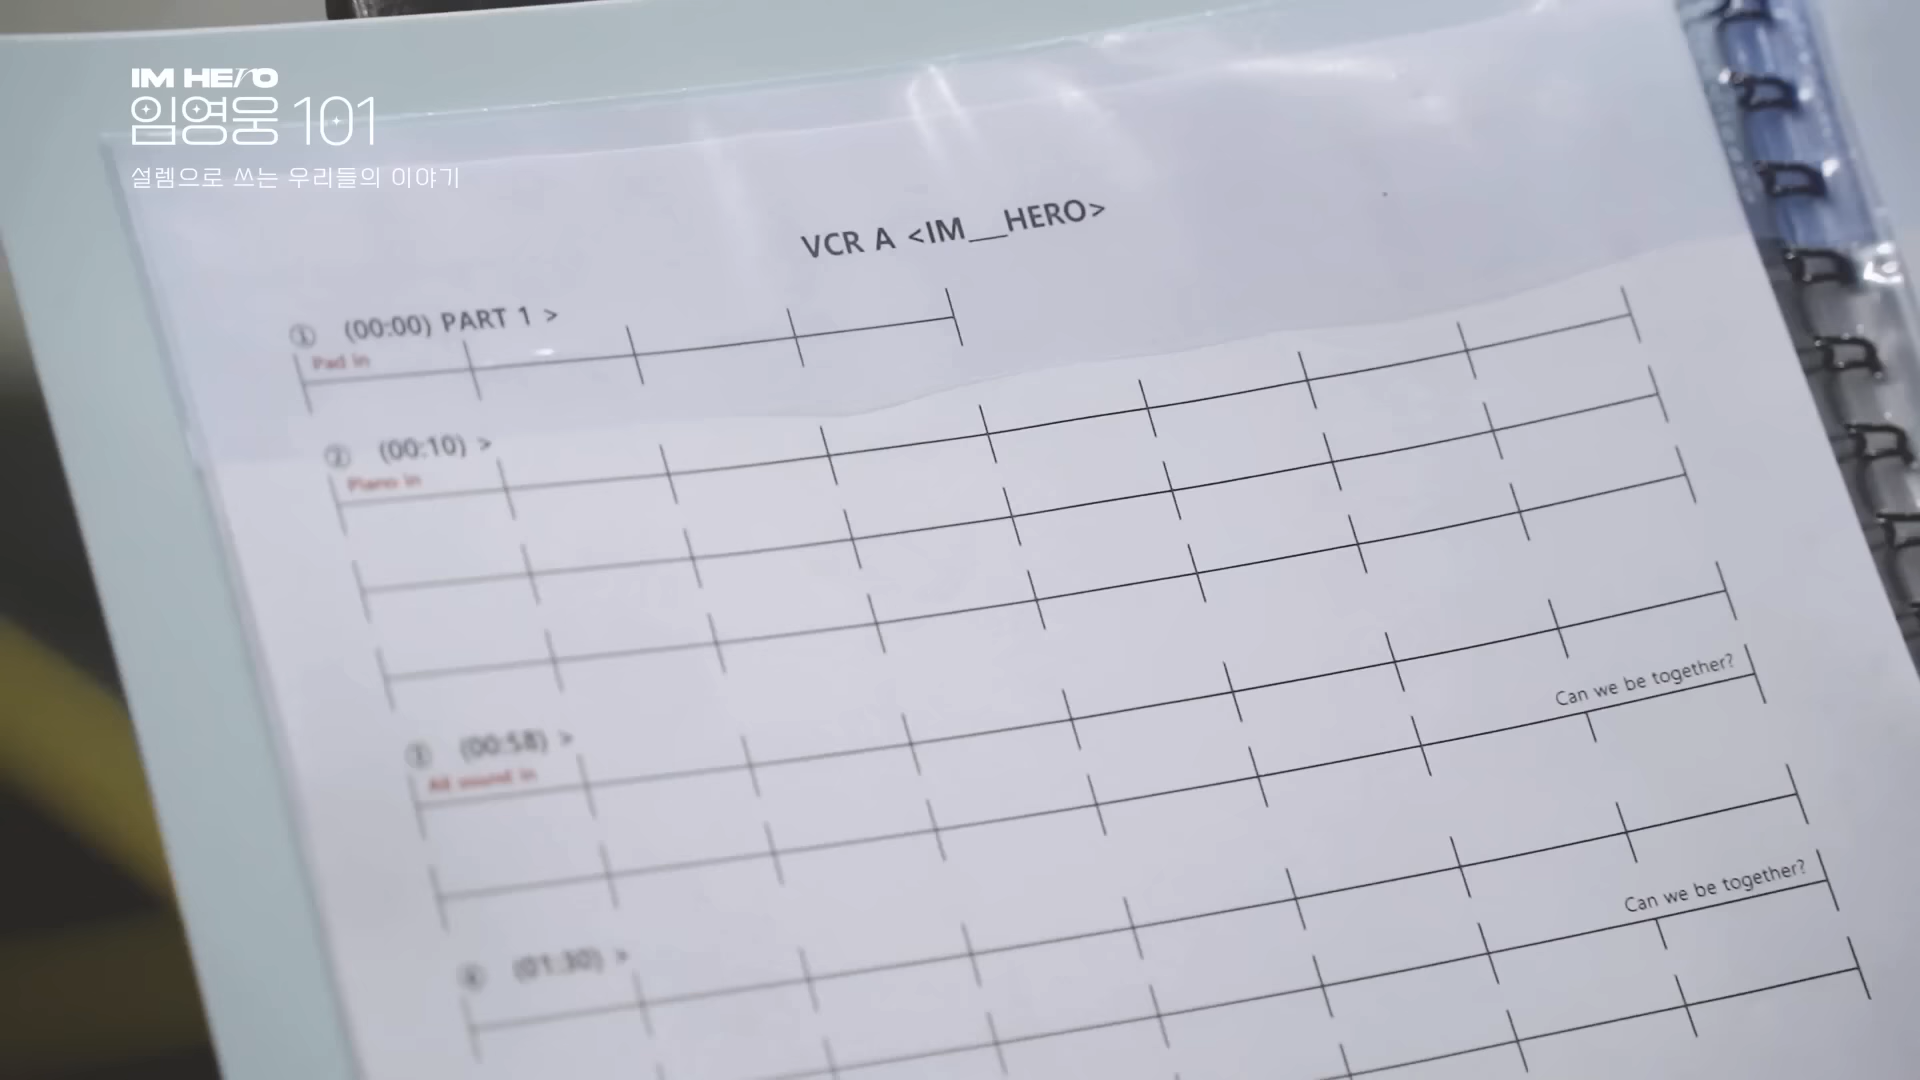 IM HERO
임영웅 101
설렘으로 쓰는 우리들의 이야기
VCR A <IM__HERO>
① (00:00) PART 1 >
Pad in
② (00:10) >
Piano in
③ (00:58) >
All sound in
Can we be together?
④ (01:30) >
Can we be together?